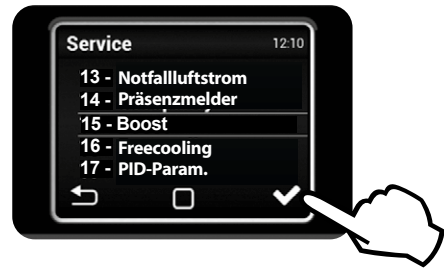 Service 12:10
13 - Notfallluftstrom
14 - Präsenzmelder
15 - Boost
16 - Freecooling
17 - PID-Param.